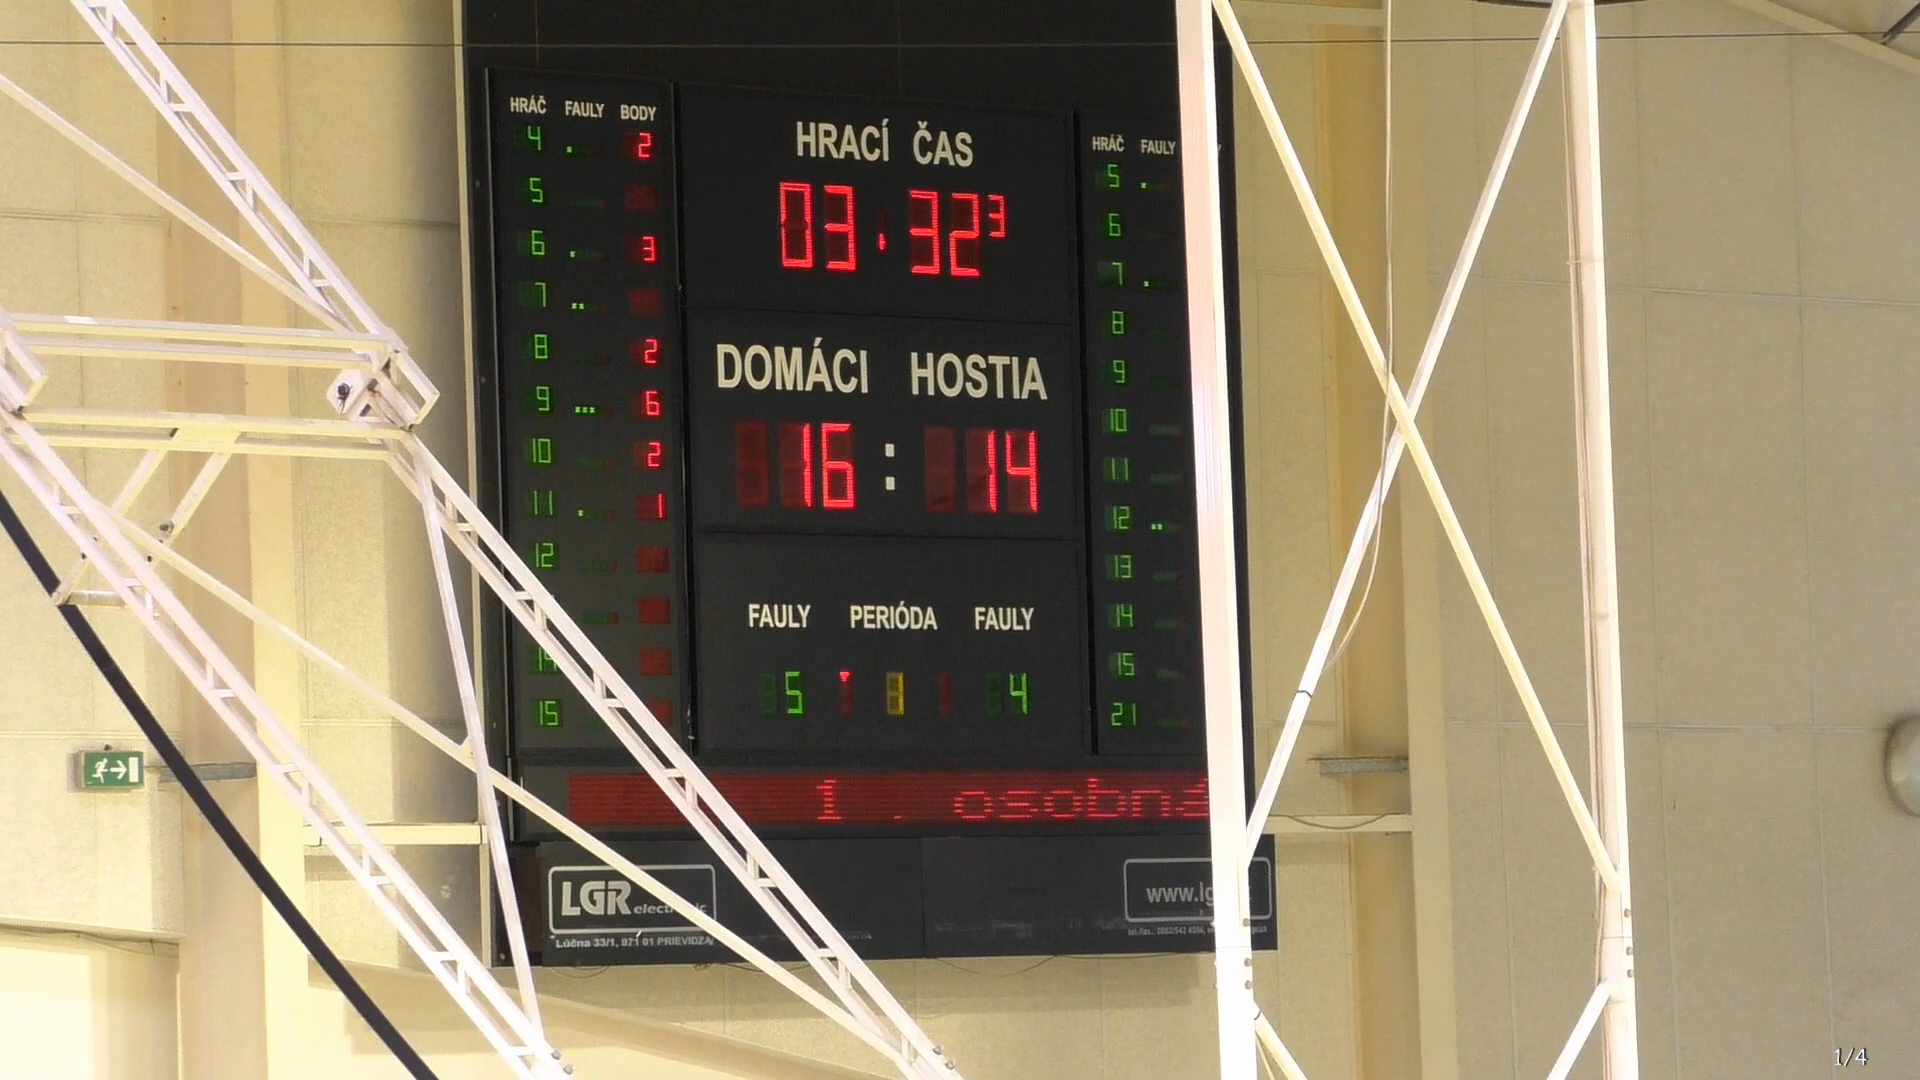 HRÁČ FAULY BODY
4 . 2
5
6 . 3
7 ..
8 2
9 ... 6
10 2
11 . 1
12
14
15
HRACÍ ČAS
03:32 3
DOMÁCI HOSTIA
16 : 14
FAULY PERIÓDA FAULY
5 1 4
HRÁČ FAULY
5 .
6
7 .
8
9
10
11
12 ..
13
14
15
21
1. osobná
LGR electronic
Lúčna 33/1, 971 01 PRIEVIDZA
www.lg
1/4